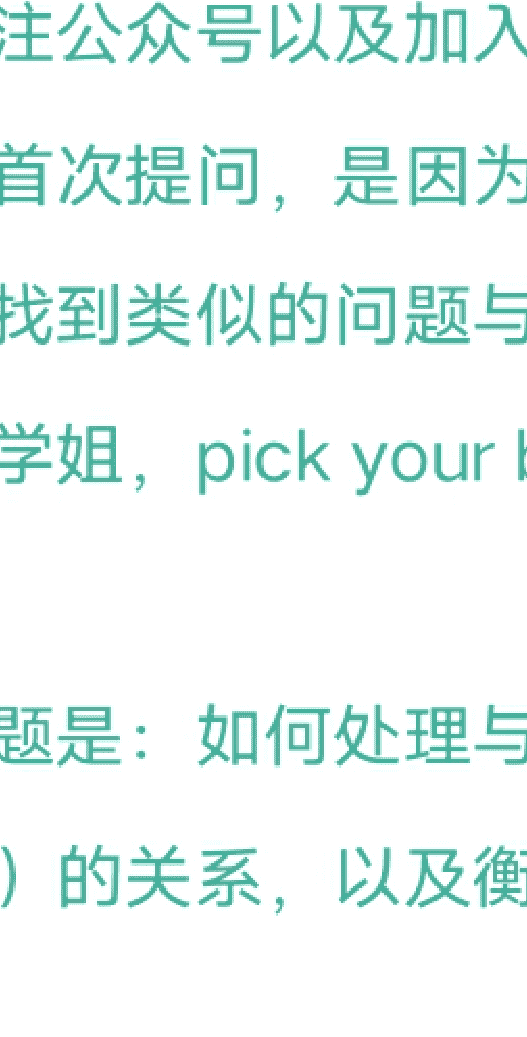 注公众号以及加入
首次提问，是因为
找到类似的问题与
学姐，pick your b
题是：如何处理与
）的关系，以及衡